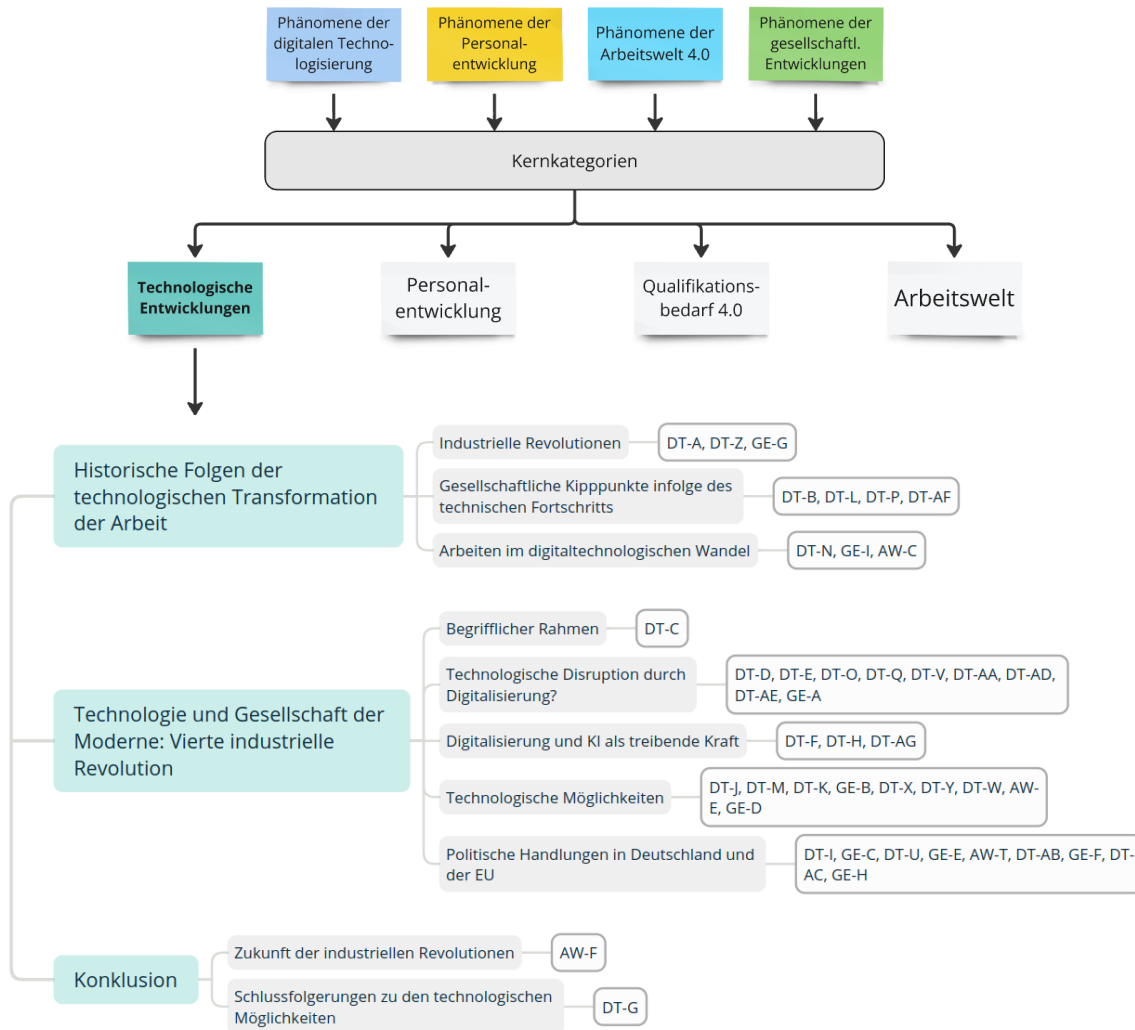 Phänomene der
digitalen Techno-
logisierung
Phänomene der
Personal-
entwicklung
Phänomene der
Arbeitswelt 4.0
Phänomene der
gesellschaftl.
Entwicklungen
Kernkategorien
Technologische
Entwicklungen
Personal-
entwicklung
Qualifikations-
bedarf 4.0
Arbeitswelt
Historische Folgen der
technologischen Transformation
der Arbeit
Industrielle Revolutionen
DT-A, DT-Z, GE-G
Gesellschaftliche Kipppunkte infolge des
technischen Fortschritts
DT-B, DT-L, DT-P, DT-AF
Arbeiten im digitaltechnologischen Wandel
DT-N, GE-I, AW-C
Technologie und Gesellschaft der
Moderne: Vierte industrielle
Revolution
Begrifflicher Rahmen
DT-C
Technologische Disruption durch
Digitalisierung?
DT-D, DT-E, DT-O, DT-Q, DT-V, DT-AA, DT-AD,
DT-AE, GE-A
Digitalisierung und KI als treibende Kraft
DT-F, DT-H, DT-AG
Technologische Möglichkeiten
DT-J, DT-M, DT-K, GE-B, DT-X, DT-Y, DT-W, AW-
E, GE-D
Politische Handlungen in Deutschland und
der EU
DT-I, GE-C, DT-U, GE-E, AW-T, DT-AB, GE-F, DT-
AC, GE-H
Konklusion
Zukunft der industriellen Revolutionen
AW-F
Schlussfolgerungen zu den technologischen
Möglichkeiten
DT-G